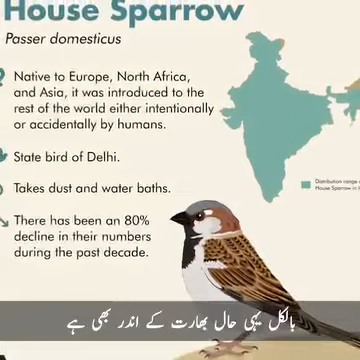 House Sparrow
Passer domesticus
Native to Europe, North Africa,
and Asia, it was introduced to the
rest of the world either intentionally
or accidentally by humans.
State bird of Delhi.
Takes dust and water baths.
There has been an 80%
decline in their numbers
during the past decade.
Distribution range
House Sparrow in
بالکل یہی حال بھارت کے اندر بھی ہے